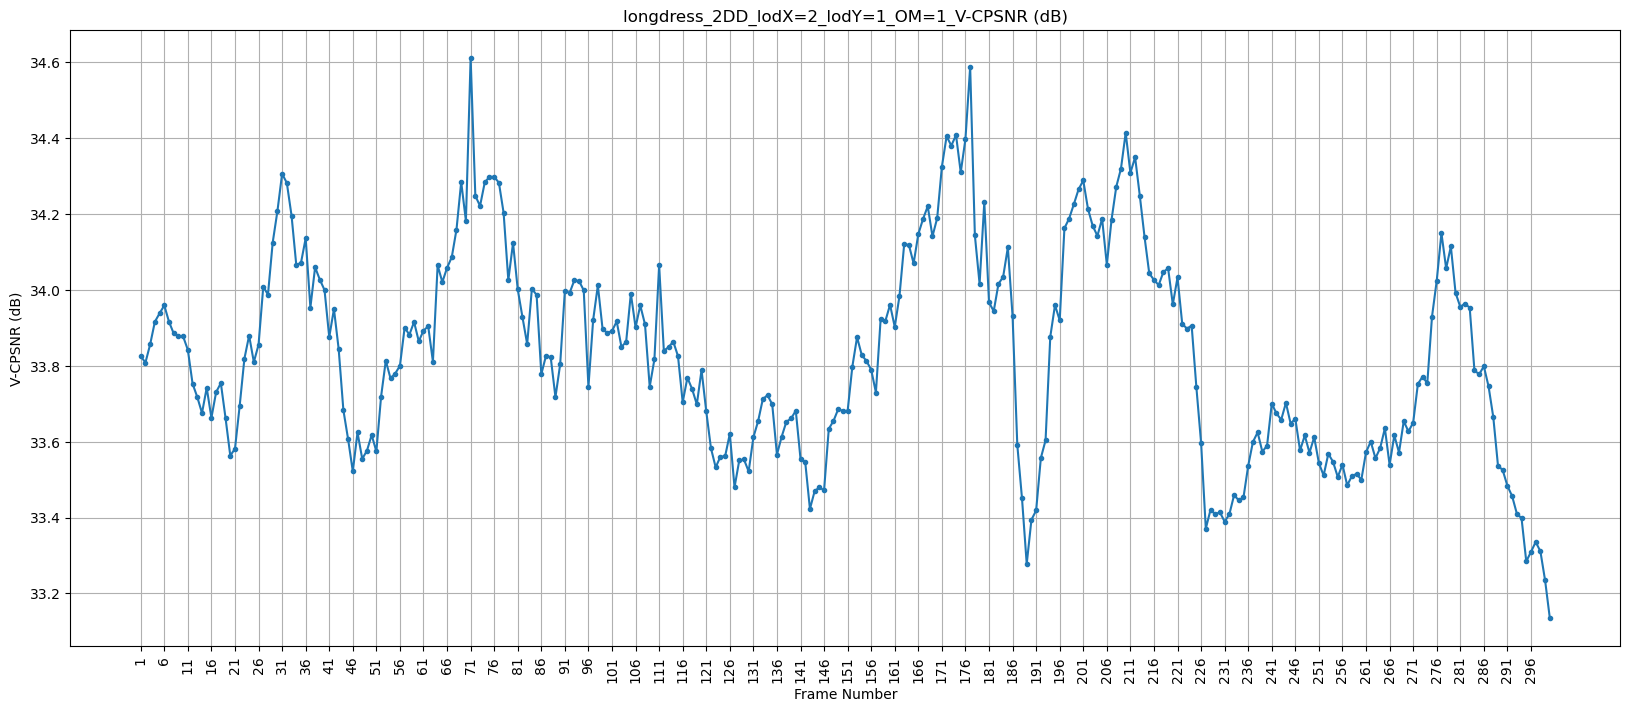 longdress_2DD_lodX=2_lodY=1_OM=1_V-CPSNR (dB)
V-CPSNR (dB)
34.6
34.4
34.2
34.0
33.8
33.6
33.4
33.2
1 6 11 16 21 26 31 36 41 46 51 56 61 66 71 76 81 86 91 96 101 106 111 116 121 126 131 136 141 146 151 156 161 166 171 176 181 186 191 196 201 206 211 216 221 226 231 236 241 246 251 256 261 266 271 276 281 286 291 296
Frame Number